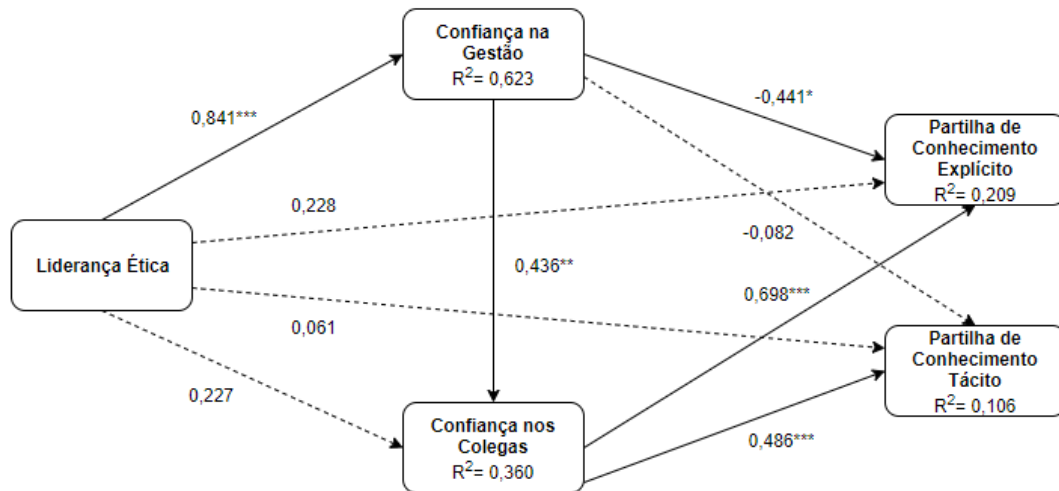 Confiança na
Gestão
R²= 0,623
0,841***
-0,441*
Partilha de
Conhecimento
Explícito
R²= 0,209
0,228
-0,082
Liderança Ética
0,436**
0,698***
0,061
Partilha de
Conhecimento
Tácito
R²= 0,106
0,227
Confiança nos
Colegas
R²= 0,360
0,486***